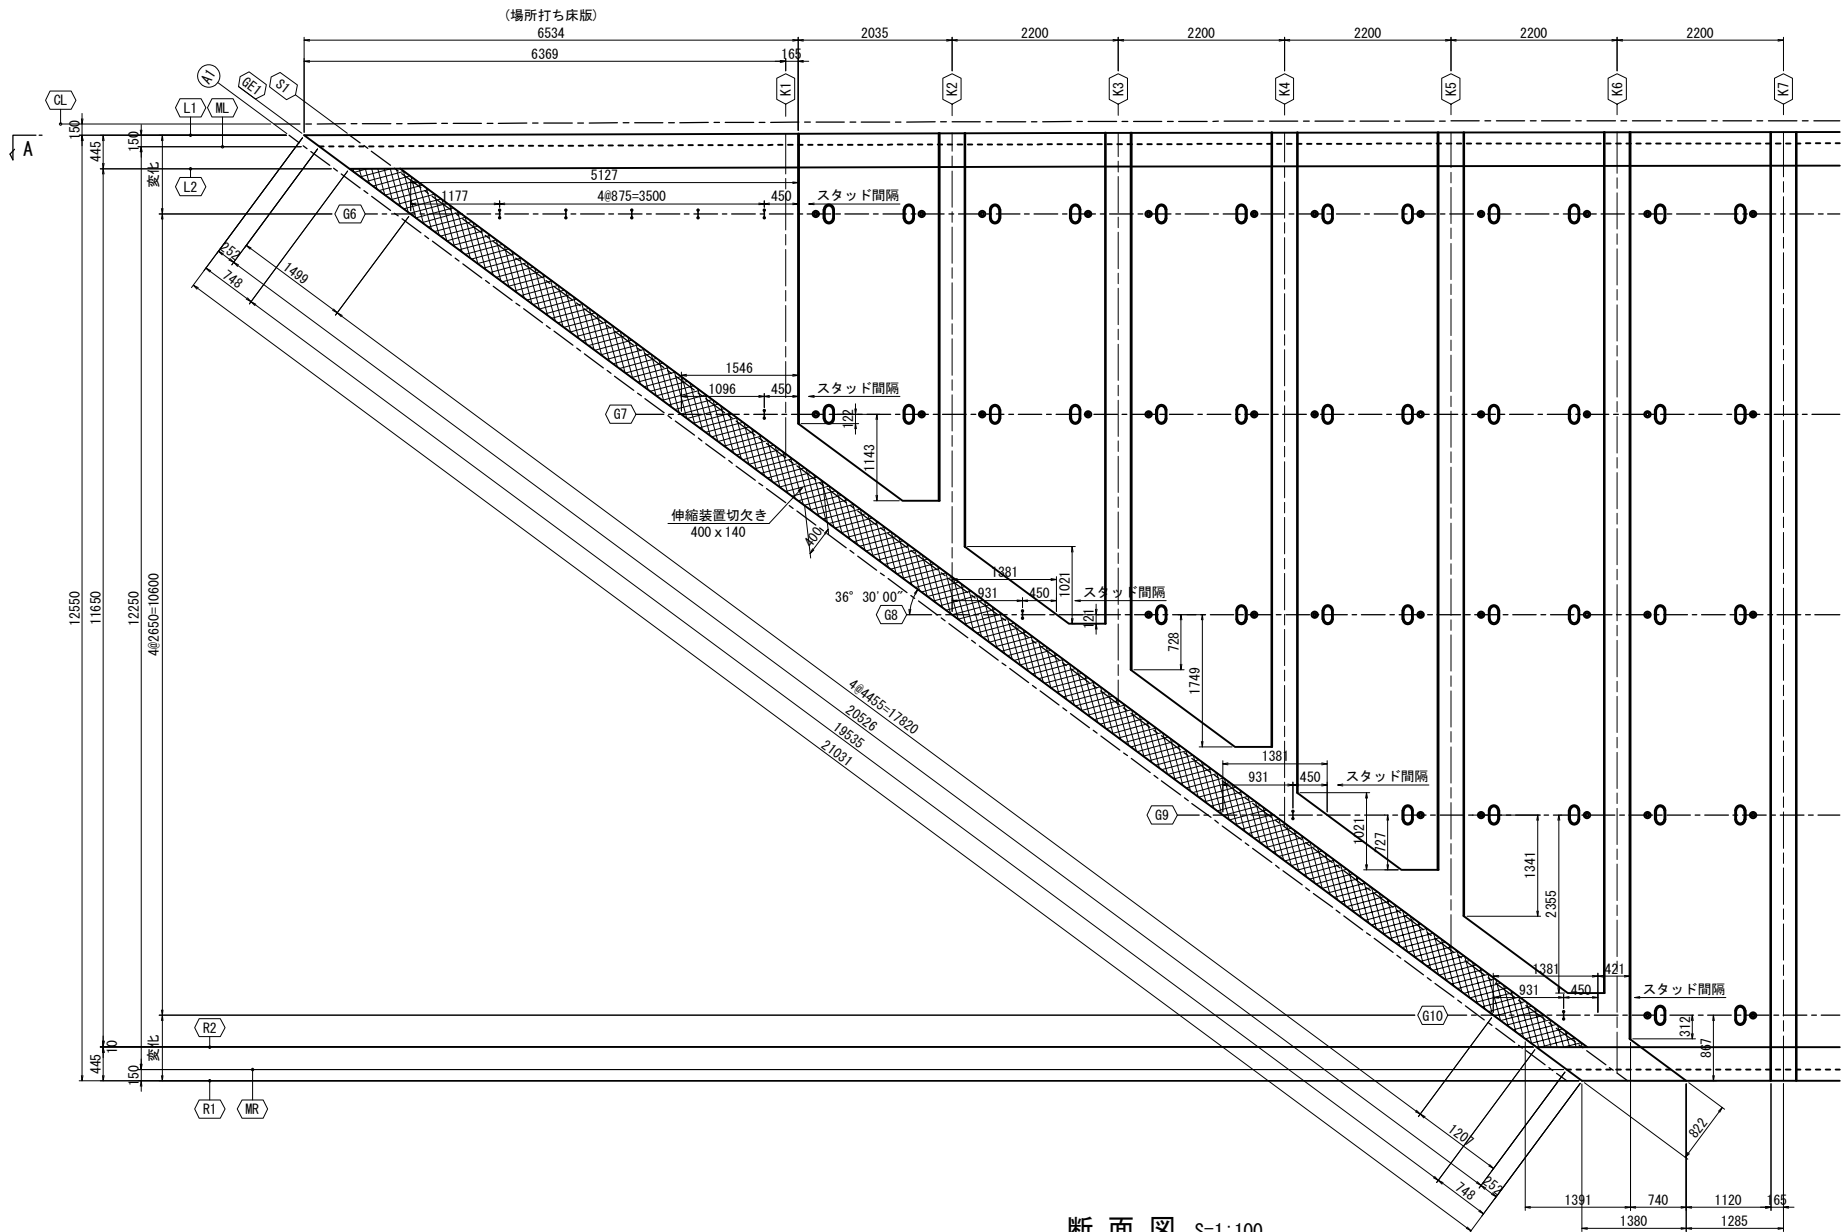 (場所打ち床版)
6534
2035
2200
2200
2200
2200
2200
6369
165
A1
GE1
S1
K1
K2
K3
K4
K5
K6
K7
CL
L1
ML
150
150
A
445
変化
L2
5127
1177
4@875=3500
450
スタッド間隔
G6
252
748
1499
1546
1096
450
スタッド間隔
G7
122
1143
伸縮装置切欠き
400x140
400
1381
1021
931
450
スタッド間隔
36° 30' 00"
G8
121
728
1749
12550
11650
12250
4@2650=10600
4@4455=17820
20526
19535
21031
1381
931
450
スタッド間隔
G9
1021
727
1341
2355
1381
421
931
450
スタッド間隔
G10
312
867
R2
10
変化
445
150
R1
MR
1207
748
252
822
1391
740
1120
165
1380
1285
断面図 S=1:100